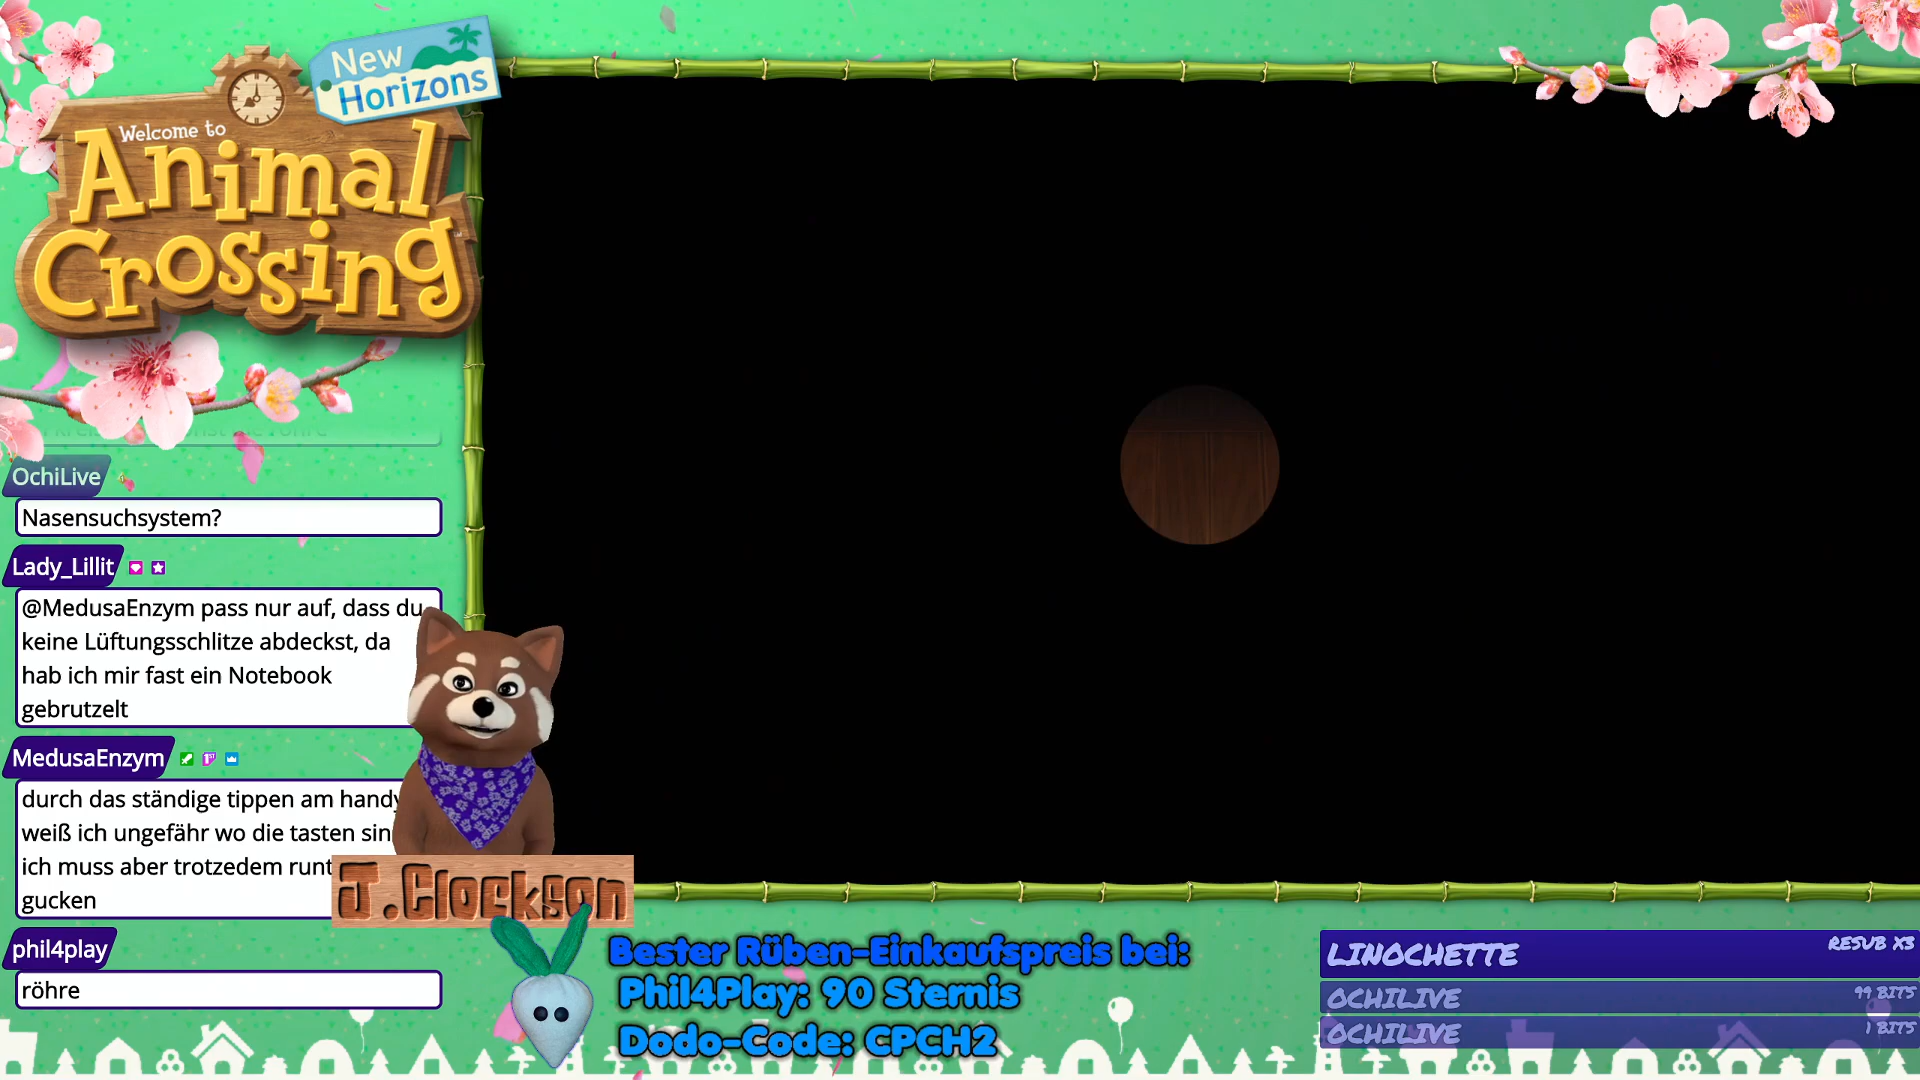 New
Horizons
Welcome to
Animal
Crossing
OchiLive
Nasensuchsystem?
Lady_Lillit
@MedusaEnzym pass nur auf, dass du
keine Lüftungsschlitze abdeckst, da
hab ich mir fast ein Notebook
gebrutzelt
MedusaEnzym
durch das ständige tippen am handy
weiß ich ungefähr wo die tasten sin
ich muss aber trotzedem runt
gucken
phil4play
röhre
J.Clockson
Bester Rüben-Einkaufspreis bei:
Phil4Play: 90 Sternis
Dodo-Code: CPCH2
LINOCHETTE
RESUB X3
OCHILIVE
99 BITS
OCHILIVE
1 BITS